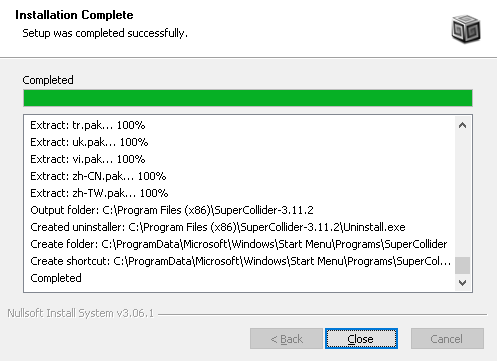 Installation Complete
Setup was completed successfully.
Completed
Extract: tr.pak... 100%
Extract: uk.pak... 100%
Extract: vi.pak... 100%
Extract: zh-CN.pak... 100%
Extract: zh-TW.pak... 100%
Output folder: C:\Program Files (x86)\SuperCollider-3.11.2
Created uninstaller: C:\Program Files (x86)\SuperCollider-3.11.2\Uninstall.exe
Create folder: C:\ProgramData\Microsoft\Windows\Start Menu\Programs\SuperCollider
Create shortcut: C:\ProgramData\Microsoft\Windows\Start Menu\Programs\SuperCol...
Completed
Nullsoft Install System v3.06.1
< Back
Close
Cancel